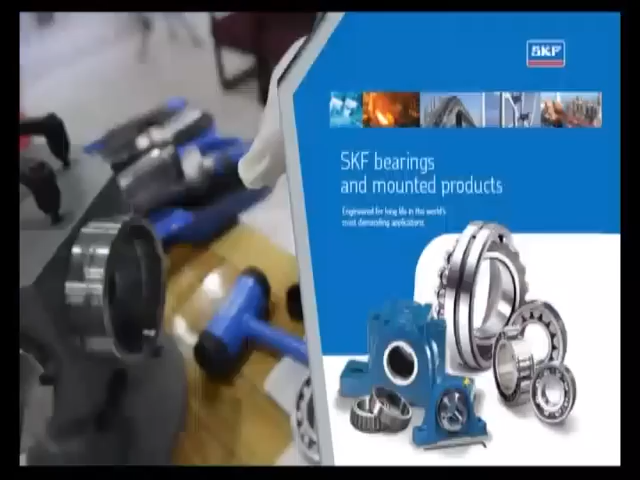 SKF
SKF bearings
and mounted products
Engineered for long life in the world's
most demanding applications